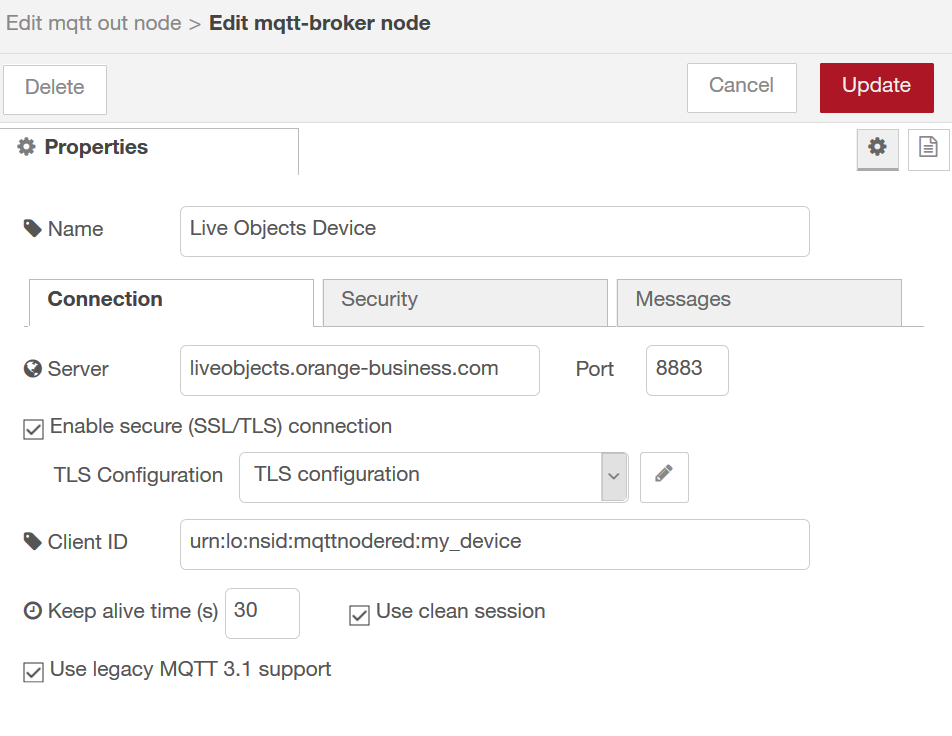 Edit mqtt out node > Edit mqtt-broker node
Delete Cancel Update
Properties
Name Live Objects Device
Connection Security Messages
Server liveobjects.orange-business.com Port 8883
Enable secure (SSL/TLS) connection
TLS Configuration TLS configuration
Client ID urn:lo:nsid:mqttnodered:my_device
Keep alive time (s) 30 Use clean session
Use legacy MQTT 3.1 support